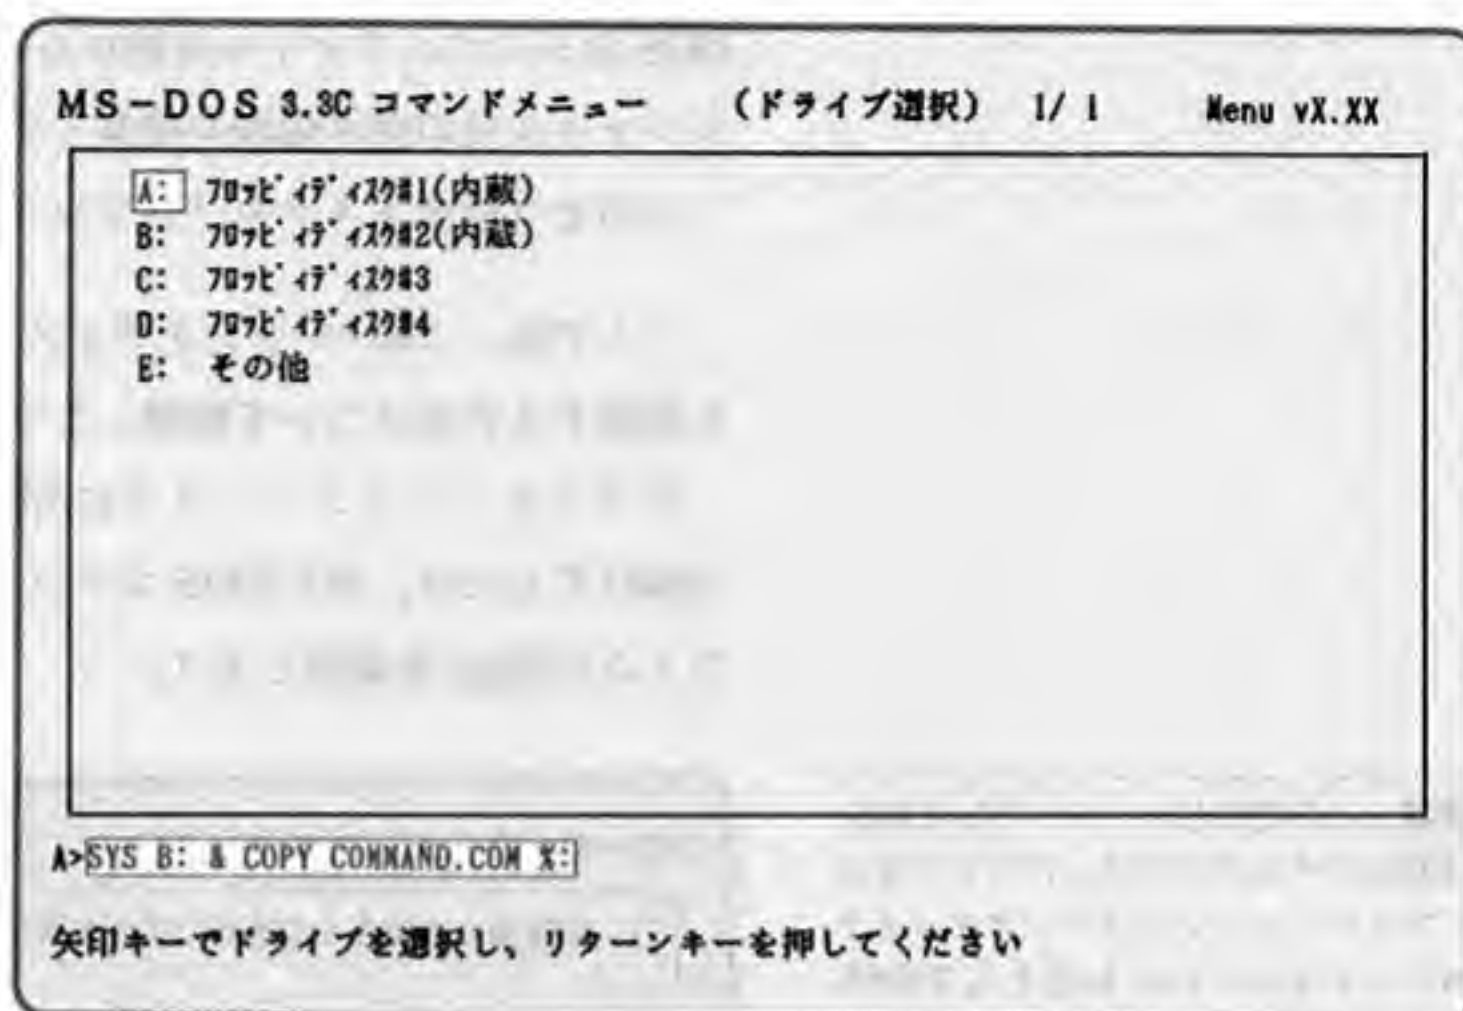 MS-DOS 3.3C コマンドメニュー (ドライブ選択) 1/ 1 Menu vX.XX
A: フロッピィディスク#1(内蔵)
B: フロッピィディスク#2(内蔵)
C: フロッピィディスク#3
D: フロッピィディスク#4
E: その他
A>SYS B: & COPY COMMAND.COM %:
矢印キーでドライブを選択し、リターンキーを押してください